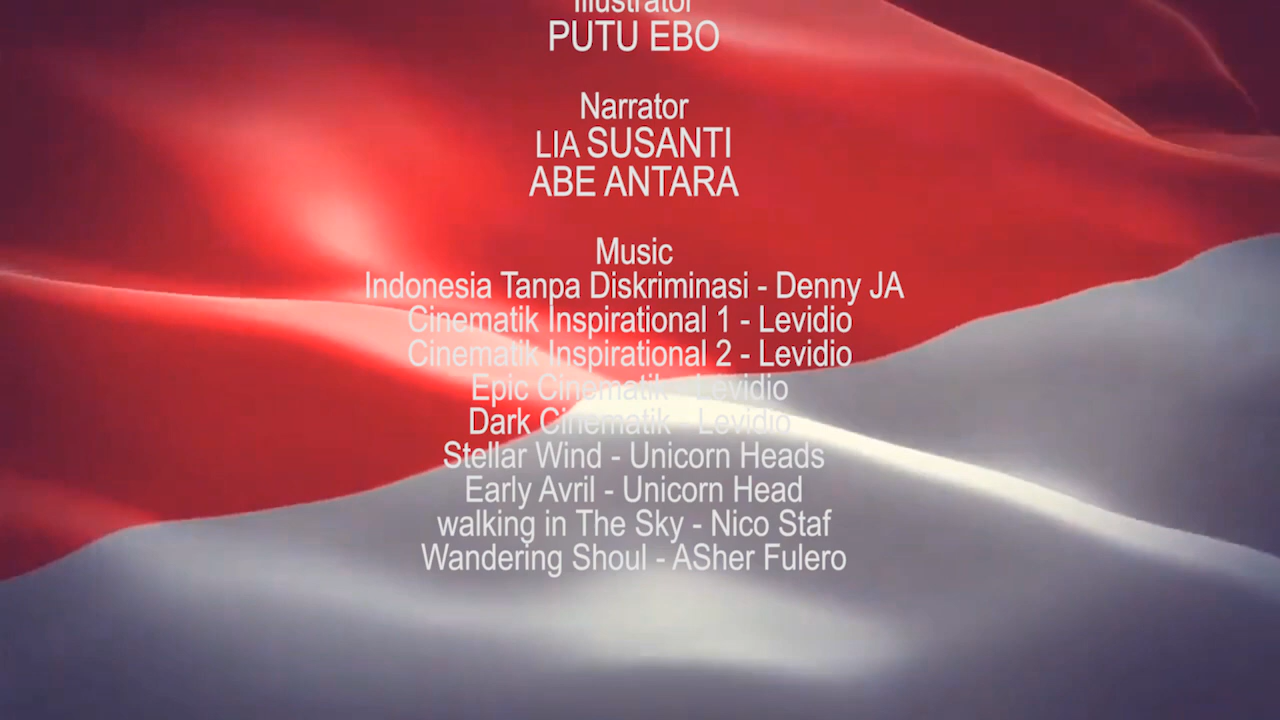 Illustrator
PUTU EBO
Narrator
LIA SUSANTI
ABE ANTARA
Music
Indonesia Tanpa Diskriminasi - Denny JA
Cinematik Inspirational 1 - Levidio
Cinematik Inspirational 2 - Levidio
Epic Cinematik - Levidio
Dark Cinematik - Levidio
Stellar Wind - Unicorn Heads
Early Avril - Unicorn Head
walking in The Sky - Nico Staf
Wandering Shoul - ASher Fulero